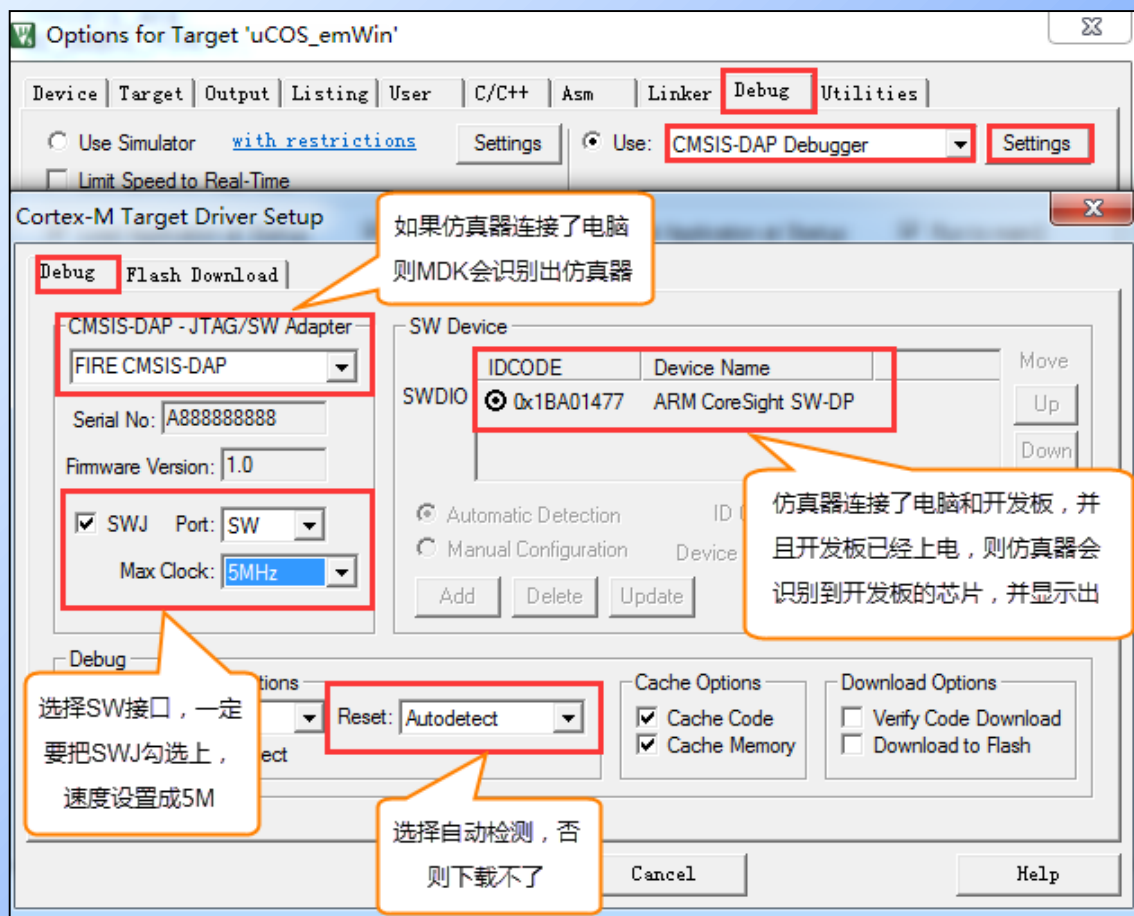 Options for Target 'uCOS_emWin'
Device Target Output Listing User C/C++ Asm Linker Debug Utilities
Use Simulator with restrictions Settings Use: CMSIS-DAP Debugger Settings
Limit Speed to Real-Time
Cortex-M Target Driver Setup
如果仿真器连接了电脑
则MDK会识别出仿真器
Debug Flash Download
CMSIS-DAP - JTAG/SW Adapter
FIRE CMSIS-DAP
Serial No: A888888888
Firmware Version: 1.0
SWJ Port: SW
Max Clock: 5MHz
SW Device
IDCODE Device Name
SWDIO 0x1BA01477 ARM CoreSight SW-DP
Move
Up
Down
Automatic Detection ID
Manual Configuration Device
Add Delete Update
仿真器连接了电脑和开发板，并
且开发板已经上电，则仿真器会
识别到开发板的芯片，并显示出
Debug
Reset: Autodetect
选择SW接口，一定
要把SWJ勾选上，
速度设置成5M
选择自动检测，否
则下载不了
Cache Options
Cache Code
Cache Memory
Download Options
Verify Code Download
Download to Flash
Cancel Help